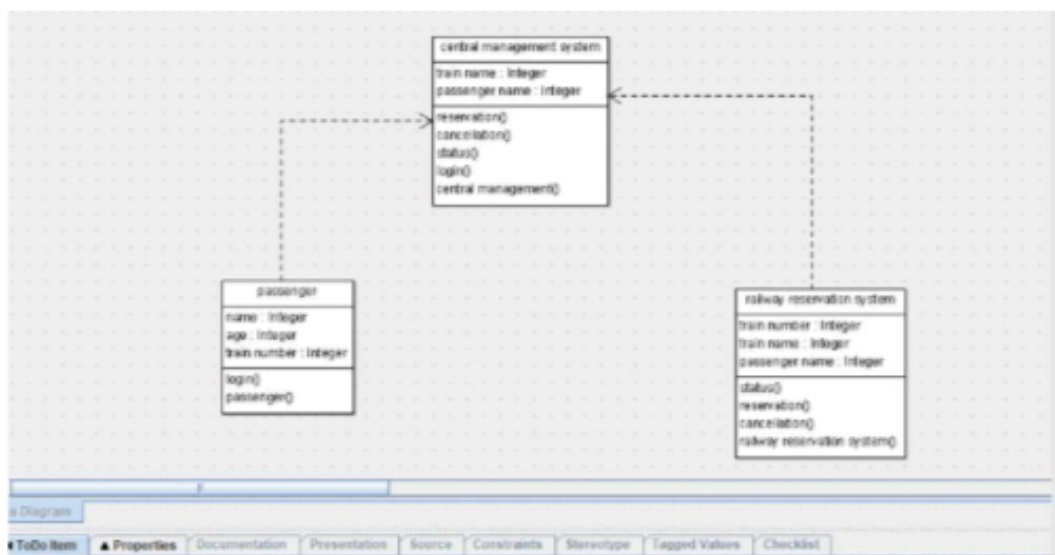 central management system
train name : Integer
passenger name : Integer
reservation()
cancellation()
status()
login()
central management()
passenger
name : Integer
age : Integer
train number : Integer
login()
passenger()
railway reservation system
train number : Integer
train name : Integer
passenger name : Integer
status()
reservation()
cancellation()
railway reservation system()
s Diagram
ToDo Item ▲ Properties Documentation Presentation Source Constraints Stereotype Tagged Values Checklist